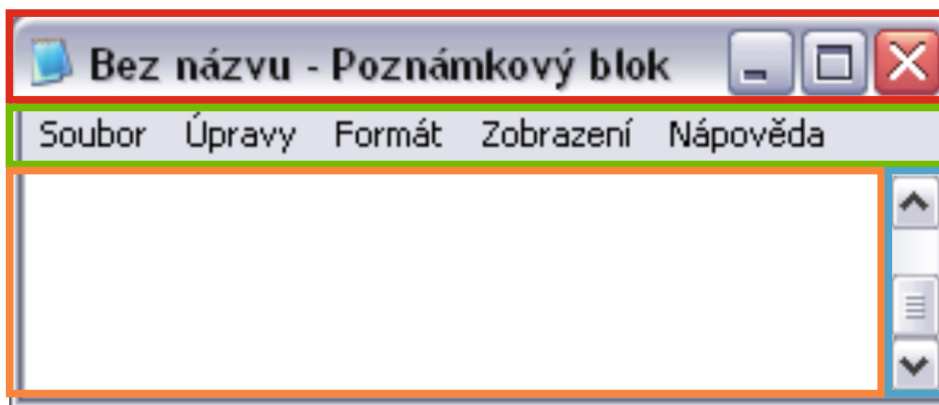 Bez názvu - Poznámkový blok
Soubor Úpravy Formát Zobrazení Nápověda